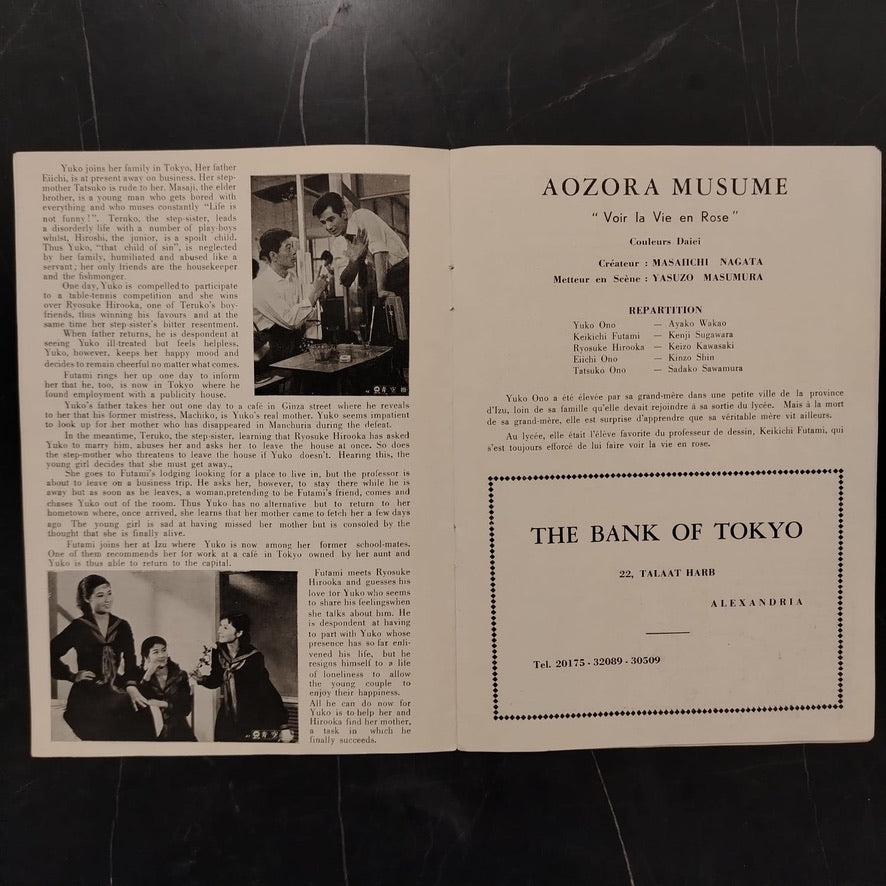 Yuko joins her family in Tokyo, Her father
Eiichi, is at present away on business. Her step-
mother Tatsuko is rude to her. Masaji, the elder
brother, is a young man who gets bored with
everything and who muses constantly "Life is
not funny!". Teruko, the step-sister, leads
a disorderly life with a number of play-boys
whilst, Hiroshi, the junior, is a spoilt child.
Thus Yuko, "that child of sin", is neglected
by her family, humiliated and abused like a
servant; her only friends are the housekeeper
and the fishmonger.
One day, Yuko is compelled to participate
to a table-tennis competition and she wins
over Ryosuke Hirooka, one of Teruko's boy-
friends, thus winning his favours and at the
same time her step-sister's bitter resentment.
When father returns, he is despondent at
seeing Yuko ill-treated but feels helpless.
Yuko, however, keeps her happy mood and
decides to remain cheerful no matter what comes.
Futami rings her up one day to inform
her that he, too, is now in Tokyo where he
found employment with a publicity house.
Yuko's father takes her out one day to a café in Ginza street where he reveals
to her that his former mistress, Machiko, is Yuko's real mother. Yuko seems impatient
to look up for her mother who has disappeared in Manchuria during the defeat.
In the meantime, Teruko, the step-sister, learning that Ryosuke Hirooka has asked
Yuko to marry him, abuses her and asks her to leave the house at once. So does
the step-mother who threatens to leave the house if Yuko doesn't. Hearing this, the
young girl decides that she must get away.,
She goes to Futami's lodging looking for a place to live in, but the professor is
about to leave on a business trip. He asks her, however, to stay there while he is
away but as soon as he leaves, a woman, pretending to be Futami's friend, comes and
chases Yuko out of the room. Thus Yuko has no alternative but to return to her
hometown where, once arrived, she learns that her mother came to fetch her a few days
ago The young girl is sad at having missed her mother but is consoled by the
thought that she is finally alive.
Futami joins her at Izu where Yuko is now among her former school-mates.
One of them recommends her for work at a café in Tokyo owned by her aunt and
Yuko is thus able to return to the capital.
Futami meets Ryosuke
Hirooka and guesses his
love for Yuko who seems
to share his feelings when
she talks about him. He
is despondent at having
to part with Yuko whose
presence has so far enli-
vened his life, but he
resigns himself to a life
of loneliness to allow
the young couple to
enjoy their happiness.
All he can do now for
Yuko is to help her and
Hirooka find her mother,
a task in which he
finally succeeds.
AOZORA MUSUME
"Voir la Vie en Rose"
Couleurs Daiei
Créateur : MASAIICHI NAGATA
Metteur en Scène : YASUZO MASUMURA
REPARTITION
Yuko Ono — Ayako Wakao
Keikichi Futami — Kenji Sugawara
Ryosuke Hirooka — Keizo Kawasaki
Eiichi Ono — Kinzo Shin
Tatsuko Ono — Sadako Sawamura
Yuko Ono a été élevée par sa grand-mère dans une petite ville de la province
d'Izu, loin de sa famille qu'elle devait rejoindre à sa sortie du lycée. Mais à la mort
de sa grand-mère, elle est surprise d'apprendre que sa véritable mère vit ailleurs.
Au lycée, elle était l'élève favorite du professeur de dessin, Keikichi Futami, qui
s'est toujours efforcé de lui faire voir la vie en rose.
THE BANK OF TOKYO
22, TALAAT HARB
ALEXANDRIA
Tel. 20175 - 32089 - 30509